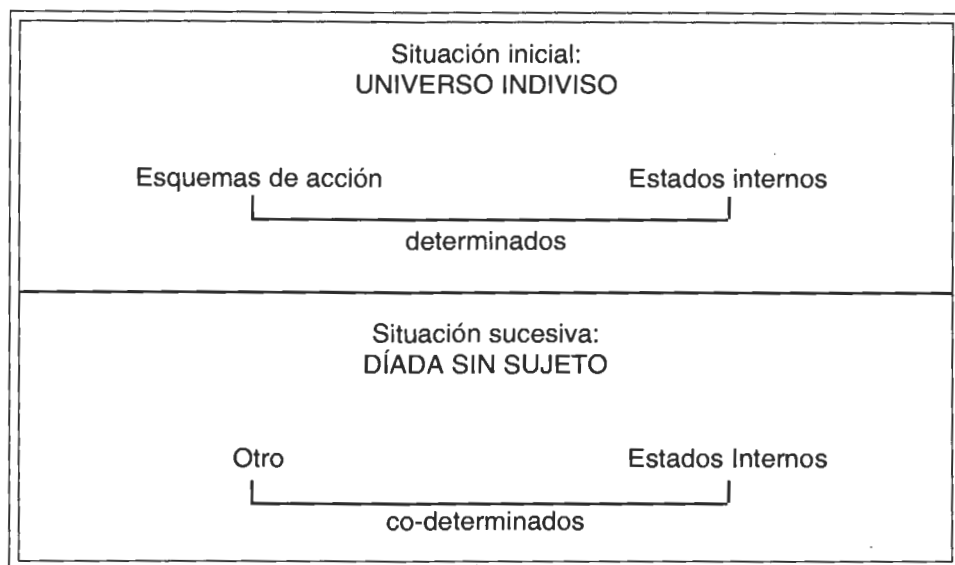 Situación inicial:
UNIVERSO INDIVISO
Esquemas de acción Estados internos
determinados
Situación sucesiva:
DÍADA SIN SUJETO
Otro Estados Internos
co-determinados